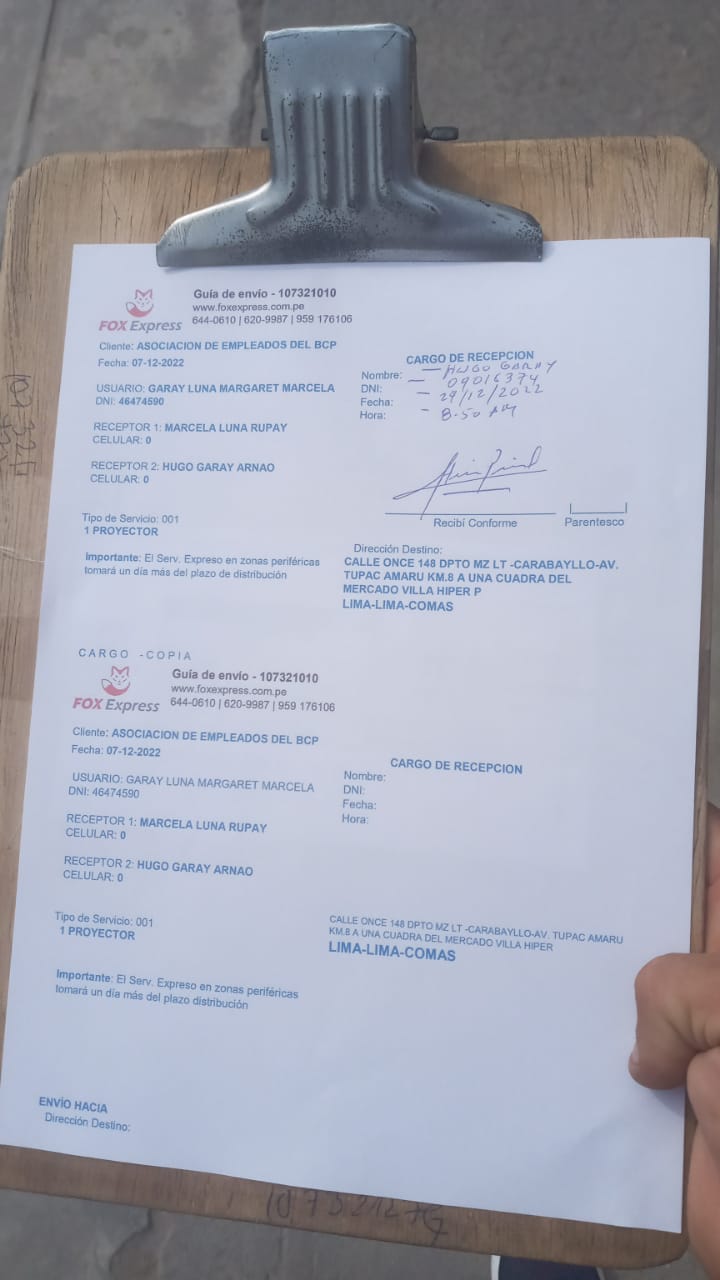 Guía de envío - 107321010
www.foxexpress.com.pe
644-0610 | 620-9987 | 959 176106
FOX Express
Cliente: ASOCIACION DE EMPLEADOS DEL BCP
Fecha: 07-12-2022
USUARIO: GARAY LUNA MARGARET MARCELA
DNI: 46474590
RECEPTOR 1: MARCELA LUNA RUPAY
CELULAR: 0
RECEPTOR 2: HUGO GARAY ARNAO
CELULAR: 0
CARGO DE RECEPCION
Nombre: - HUGO GARAY
DNI: - 09016374
Fecha: - 29/12/2022
Hora: - 8.50 AM
Recibí Conforme
Parentesco
Tipo de Servicio: 001
1 PROYECTOR
Importante: El Serv. Expreso en zonas periféricas
tomará un día más del plazo de distribución
Dirección Destino:
CALLE ONCE 148 DPTO MZ LT -CARABAYLLO-AV.
TUPAC AMARU KM.8 A UNA CUADRA DEL
MERCADO VILLA HIPER P
LIMA-LIMA-COMAS
CARGO -COPIA
Guía de envío - 107321010
www.foxexpress.com.pe
644-0610 | 620-9987 | 959 176106
FOX Express
Cliente: ASOCIACION DE EMPLEADOS DEL BCP
Fecha: 07-12-2022
USUARIO: GARAY LUNA MARGARET MARCELA
DNI: 46474590
RECEPTOR 1: MARCELA LUNA RUPAY
CELULAR: 0
RECEPTOR 2: HUGO GARAY ARNAO
CELULAR: 0
CARGO DE RECEPCION
Nombre:
DNI:
Fecha:
Hora:
Tipo de Servicio: 001
1 PROYECTOR
Importante: El Serv. Expreso en zonas periféricas
tomará un día más del plazo distribución
CALLE ONCE 148 DPTO MZ LT -CARABAYLLO-AV. TUPAC AMARU
KM.8 A UNA CUADRA DEL MERCADO VILLA HIPER
LIMA-LIMA-COMAS
ENVÍO HACIA
Dirección Destino: